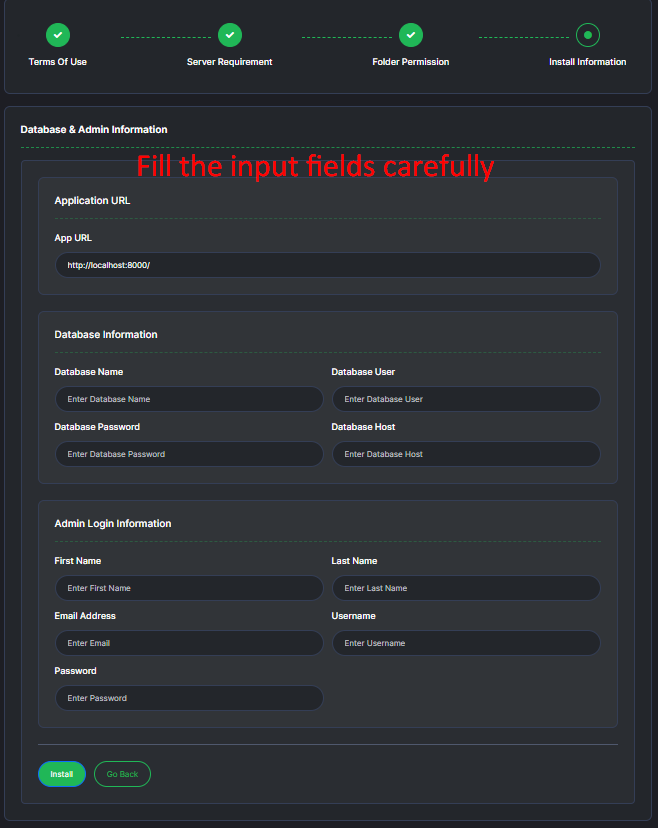 Terms Of Use Server Requirement Folder Permission Install Information
Database & Admin Information
Fill the input fields carefully
Application URL
App URL
http://localhost:8000/
Database Information
Database Name Database User
Enter Database Name Enter Database User
Database Password Database Host
Enter Database Password Enter Database Host
Admin Login Information
First Name Last Name
Enter First Name Enter Last Name
Email Address Username
Enter Email Enter Username
Password
Enter Password
Install Go Back